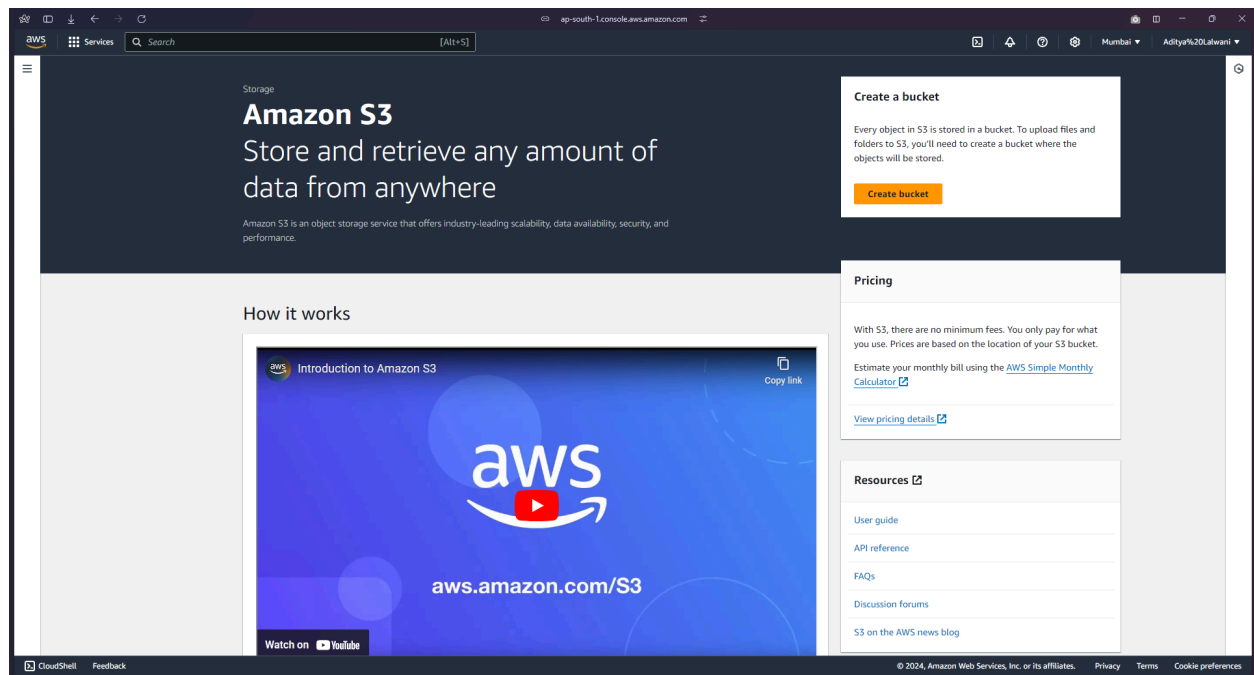 ap-south-1.console.aws.amazon.com
aws
Services
Search
[Alt+S]
Mumbai
Aditya%20Lalwani
Storage
Amazon S3
Store and retrieve any amount of
data from anywhere
Amazon S3 is an object storage service that offers industry-leading scalability, data availability, security, and
performance.
Create a bucket
Every object in S3 is stored in a bucket. To upload files and
folders to S3, you'll need to create a bucket where the
objects will be stored.
Create bucket
Pricing
With S3, there are no minimum fees. You only pay for what
you use. Prices are based on the location of your S3 bucket.
Estimate your monthly bill using the AWS Simple Monthly
Calculator
View pricing details
How it works
aws
Introduction to Amazon S3
Copy link
aws
aws.amazon.com/S3
Watch on YouTube
Resources
User guide
API reference
FAQs
Discussion forums
S3 on the AWS news blog
CloudShell
Feedback
© 2024, Amazon Web Services, Inc. or its affiliates.
Privacy
Terms
Cookie preferences